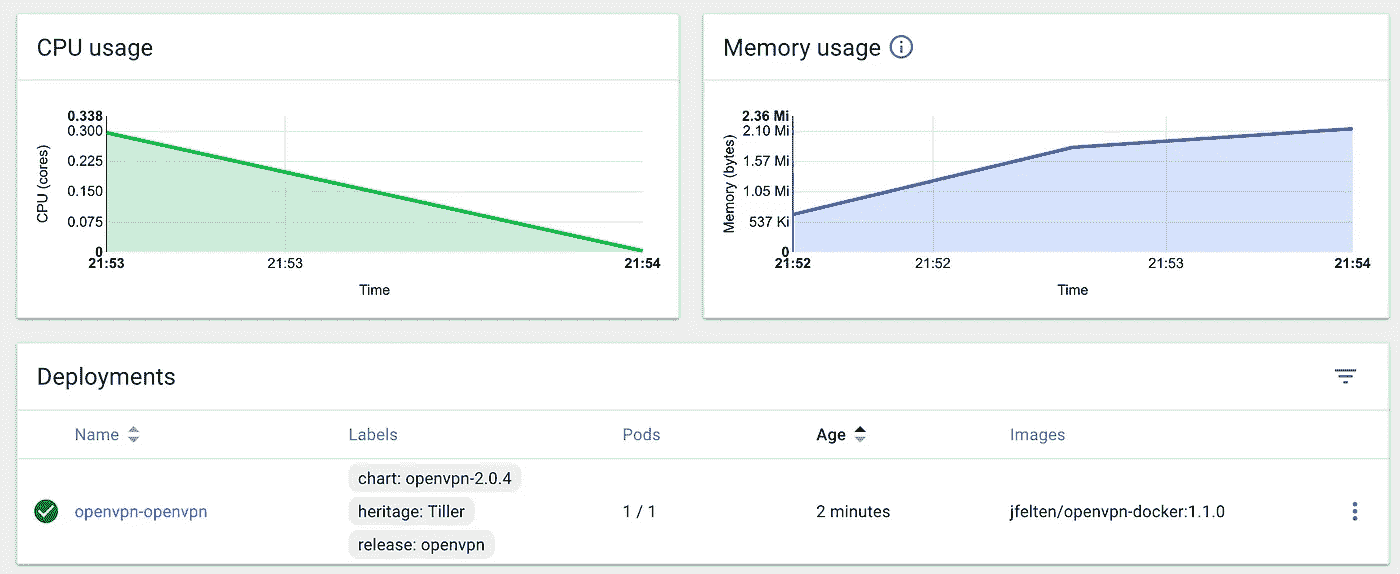 CPU usage
0.338
0.300
0.225
0.150
0.075
0
CPU (cores)
21:53
21:53
21:54
Time
Memory usage
2.36 Mi
2.10 Mi
1.57 Mi
1.05 Mi
537 Ki
0
Memory (bytes)
21:52
21:52
21:53
21:54
Time
Deployments
Name Labels Pods Age Images
openvpn-openvpn
chart: openvpn-2.0.4
heritage: Tiller
release: openvpn
1 / 1
2 minutes
jfelten/openvpn-docker:1.1.0